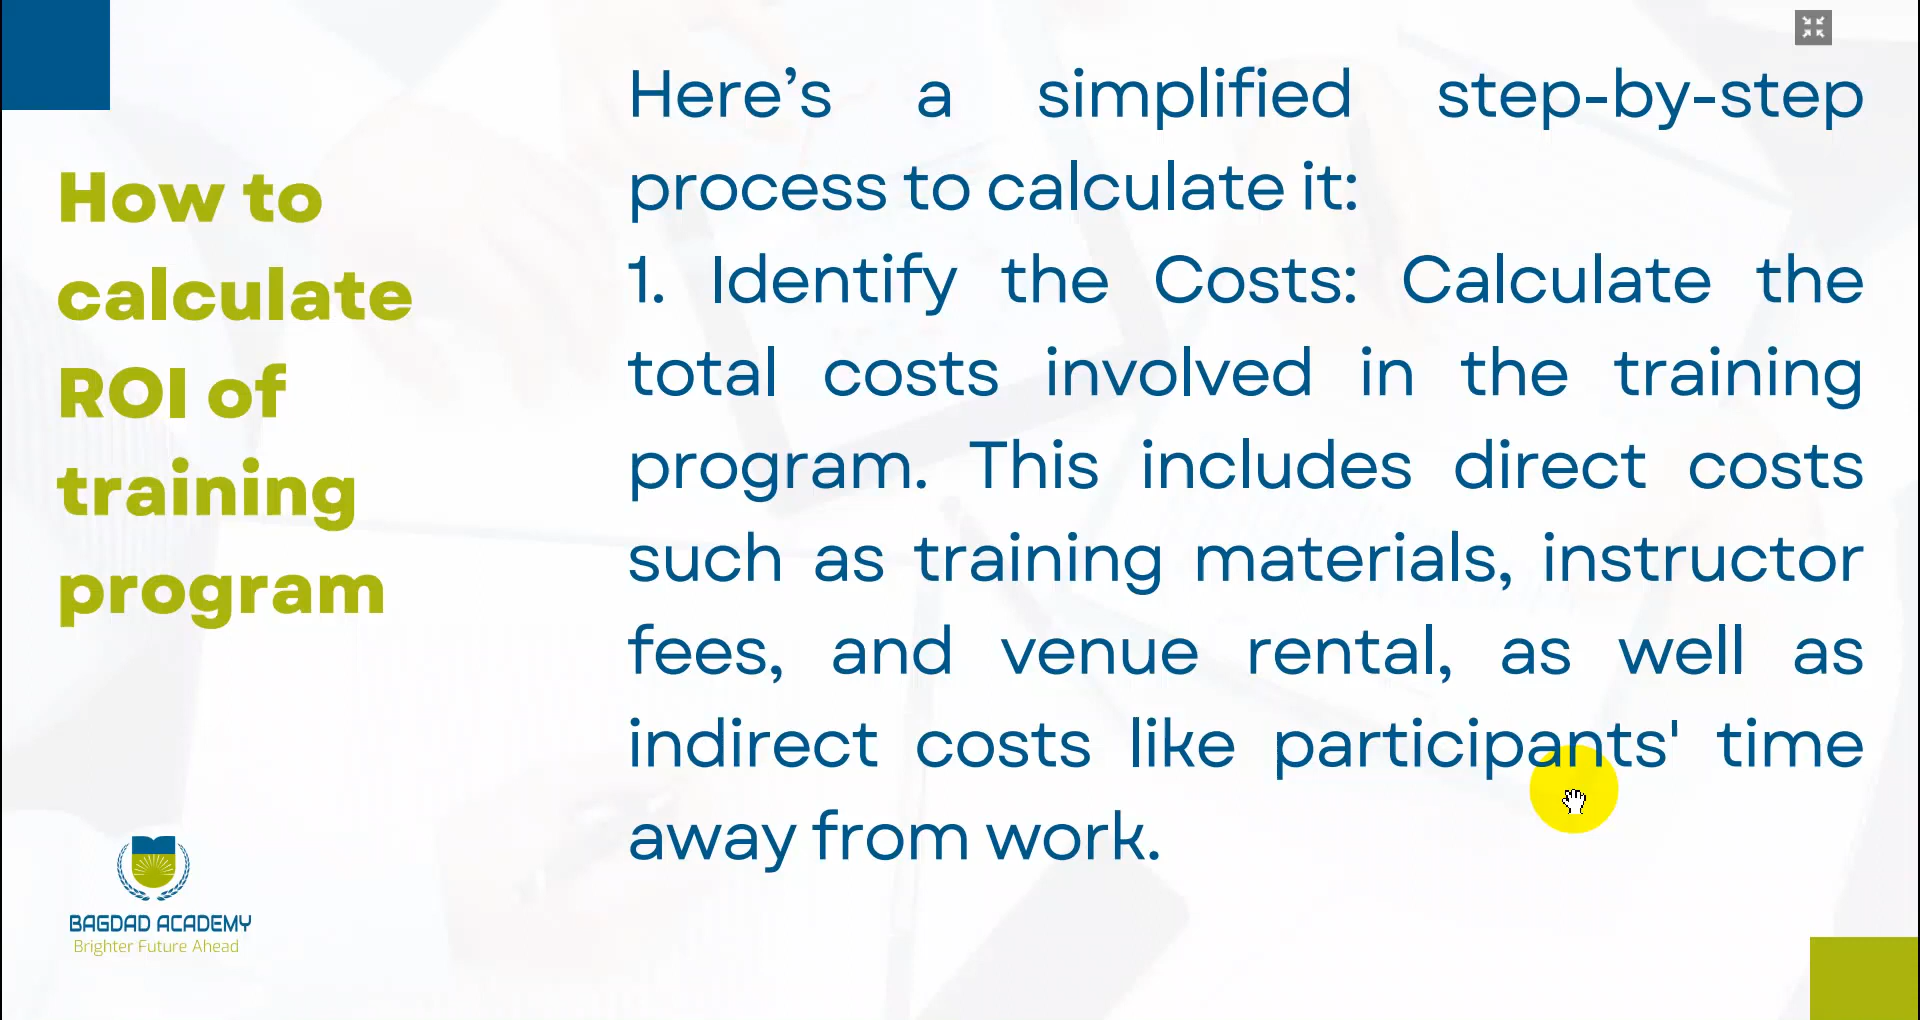 How to
calculate
ROI of
training
program
Here’s a simplified step-by-step
process to calculate it:
1. Identify the Costs: Calculate the
total costs involved in the training
program. This includes direct costs
such as training materials, instructor
fees, and venue rental, as well as
indirect costs like participants' time
away from work.
BAGDAD ACADEMY
Brighter Future Ahead